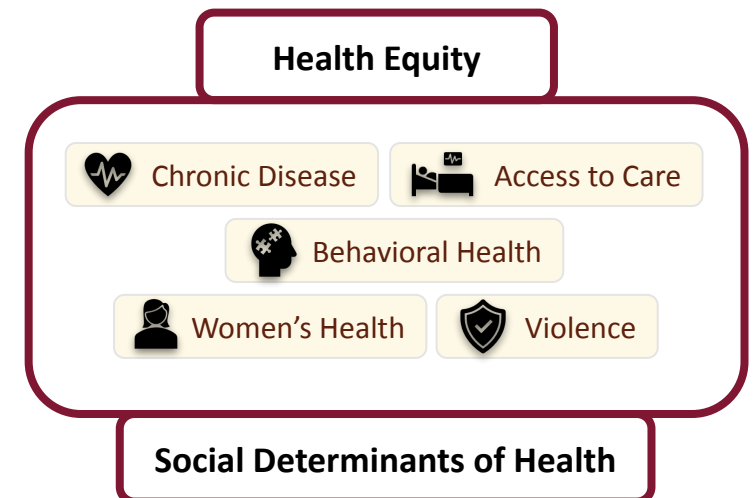 Health Equity
Chronic Disease
Access to Care
Behavioral Health
Women’s Health
Violence
Social Determinants of Health